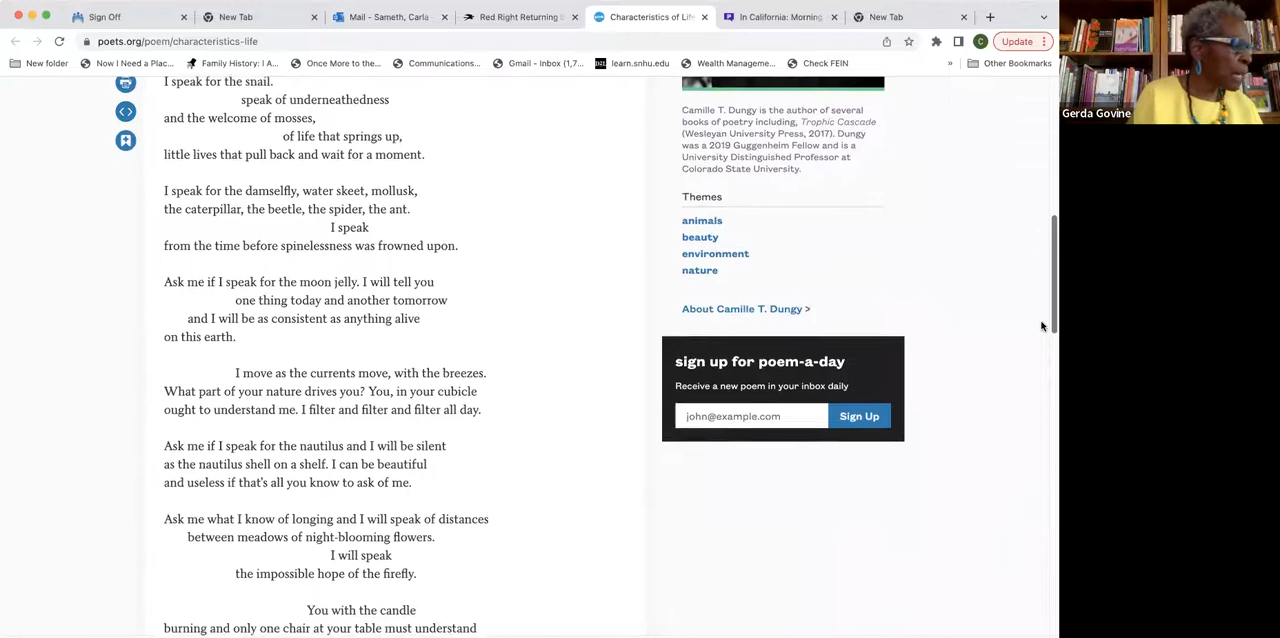 Sign Off
New Tab
Mail - Sameth, Carla
Red Right Returning
Characteristics of Life
In California: Morning
New Tab
poets.org/poem/characteristics-life
Update
New folder
Now I Need a Plac...
Family History: I A...
Once More to the...
Communications...
Gmail - Inbox (1,7...
learn.snhu.edu
Wealth Manageme...
Check FEIN
»
Other Bookmarks
I speak for the snail.
speak of underneathedness
and the welcome of mosses,
of life that springs up,
little lives that pull back and wait for a moment.
I speak for the damselfly, water skeet, mollusk,
the caterpillar, the beetle, the spider, the ant.
I speak
from the time before spinelessness was frowned upon.
Ask me if I speak for the moon jelly. I will tell you
one thing today and another tomorrow
and I will be as consistent as anything alive
on this earth.
I move as the currents move, with the breezes.
What part of your nature drives you? You, in your cubicle
ought to understand me. I filter and filter and filter all day.
Ask me if I speak for the nautilus and I will be silent
as the nautilus shell on a shelf. I can be beautiful
and useless if that's all you know to ask of me.
Ask me what I know of longing and I will speak of distances
between meadows of night-blooming flowers.
I will speak
the impossible hope of the firefly.
You with the candle
burning and only one chair at your table must understand
Camille T. Dungy is the author of several
books of poetry including, Trophic Cascade
(Wesleyan University Press, 2017). Dungy
was a 2019 Guggenheim Fellow and is a
University Distinguished Professor at
Colorado State University.
Themes
animals
beauty
environment
nature
About Camille T. Dungy >
sign up for poem-a-day
Receive a new poem in your inbox daily
john@example.com
Sign Up
Gerda Govine